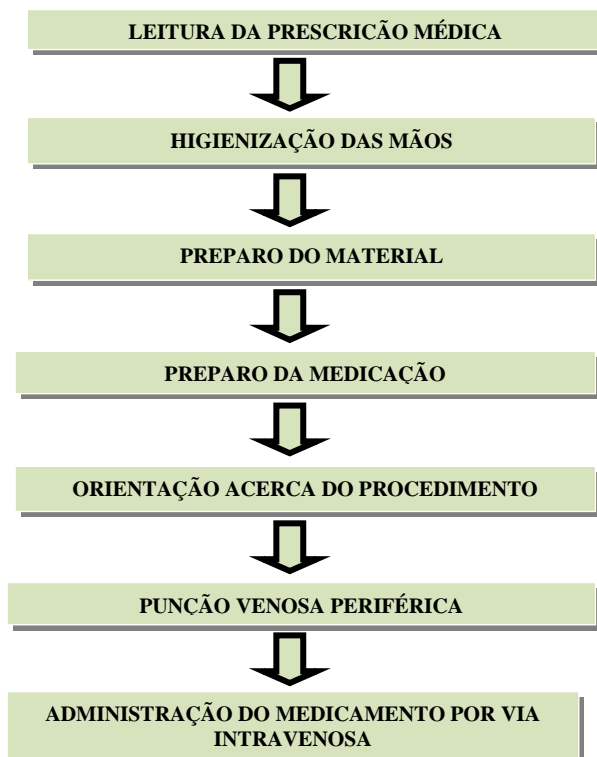 LEITURA DA PRESCRICÃO MÉDICA
HIGIENIZAÇÃO DAS MÃOS
PREPARO DO MATERIAL
PREPARO DA MEDICAÇÃO
ORIENTAÇÃO ACERCA DO PROCEDIMENTO
PUNÇÃO VENOSA PERIFÉRICA
ADMINISTRAÇÃO DO MEDICAMENTO POR VIA
INTRAVENOSA